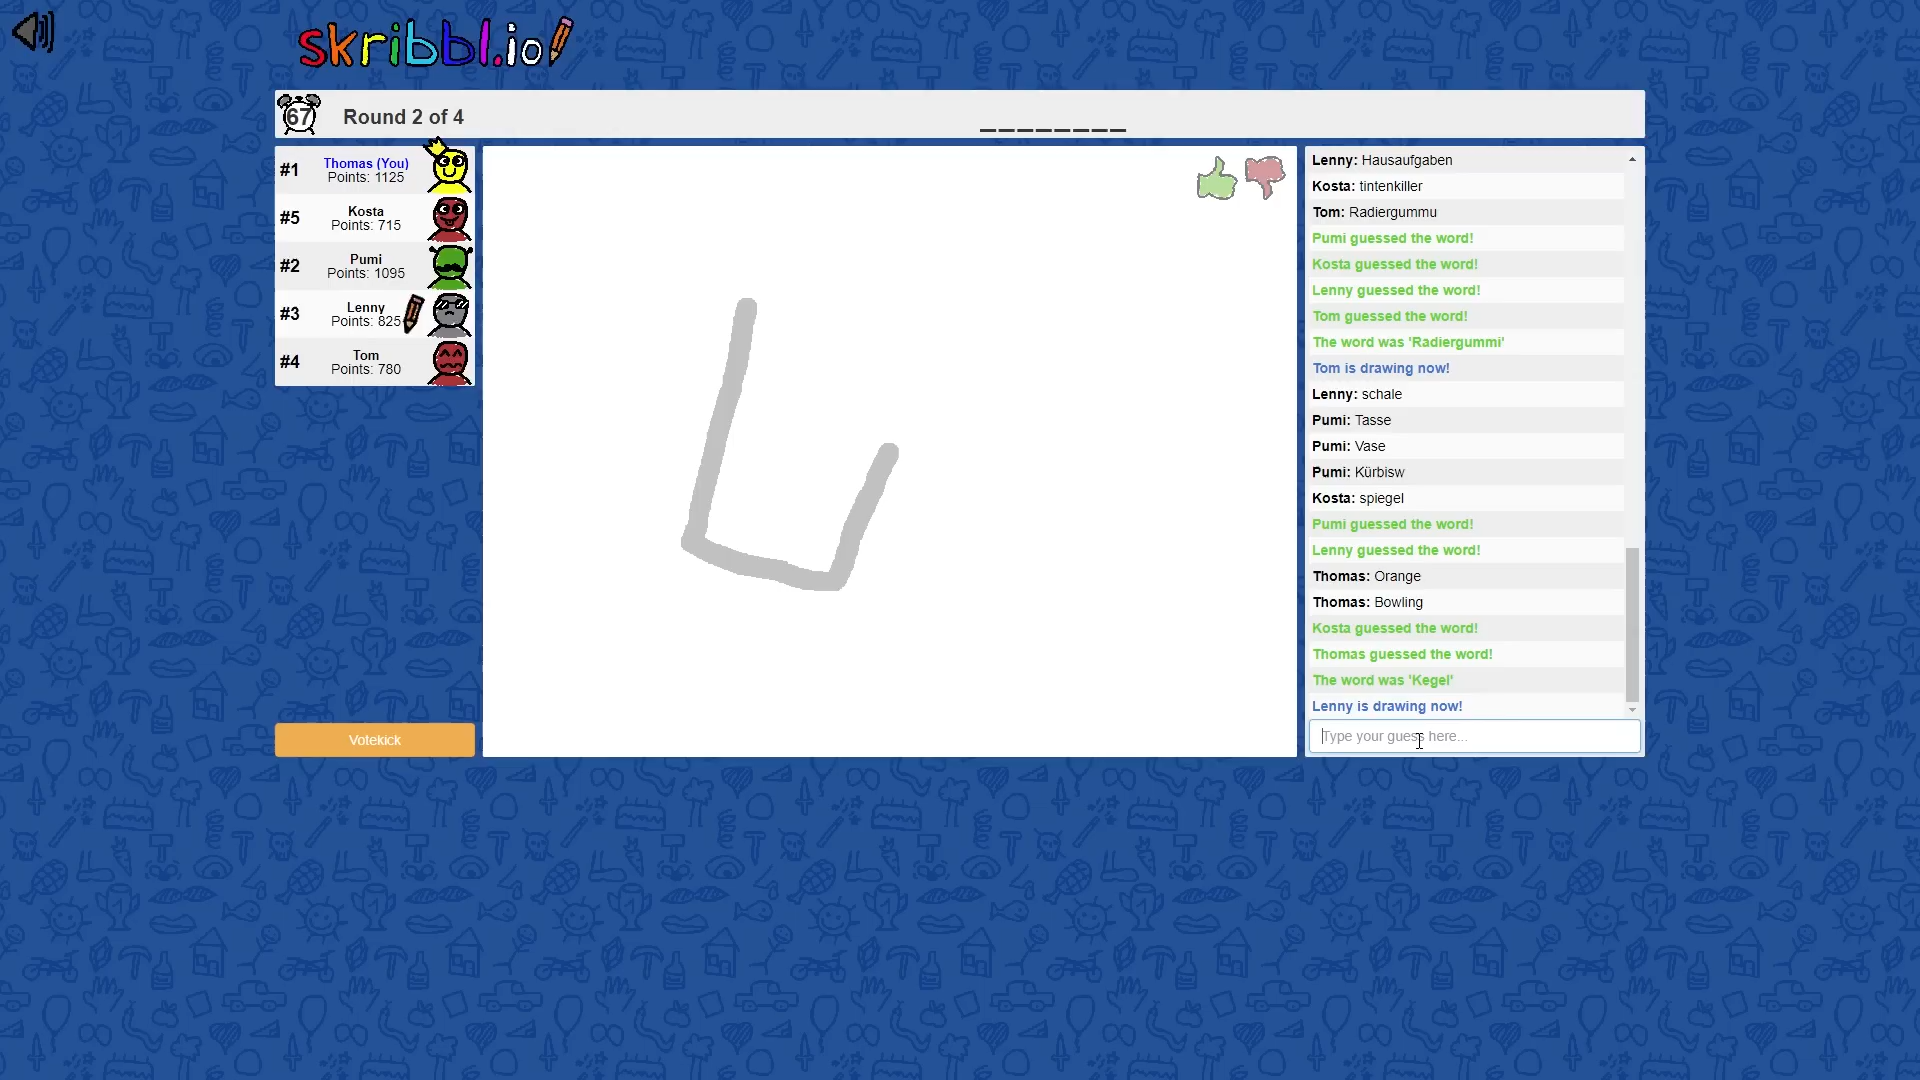 skribbl.io
67
Round 2 of 4
________
#1
Thomas (You)
Points: 1125
#5
Kosta
Points: 715
#2
Pumi
Points: 1095
#3
Lenny
Points: 825
#4
Tom
Points: 780
Votekick
Lenny: Hausaufgaben
Kosta: tintenkiller
Tom: Radiergummu
Pumi guessed the word!
Kosta guessed the word!
Lenny guessed the word!
Tom guessed the word!
The word was 'Radiergummi'
Tom is drawing now!
Lenny: schale
Pumi: Tasse
Pumi: Vase
Pumi: Kürbisw
Kosta: spiegel
Pumi guessed the word!
Lenny guessed the word!
Thomas: Orange
Thomas: Bowling
Kosta guessed the word!
Thomas guessed the word!
The word was 'Kegel'
Lenny is drawing now!
Type your guess here...